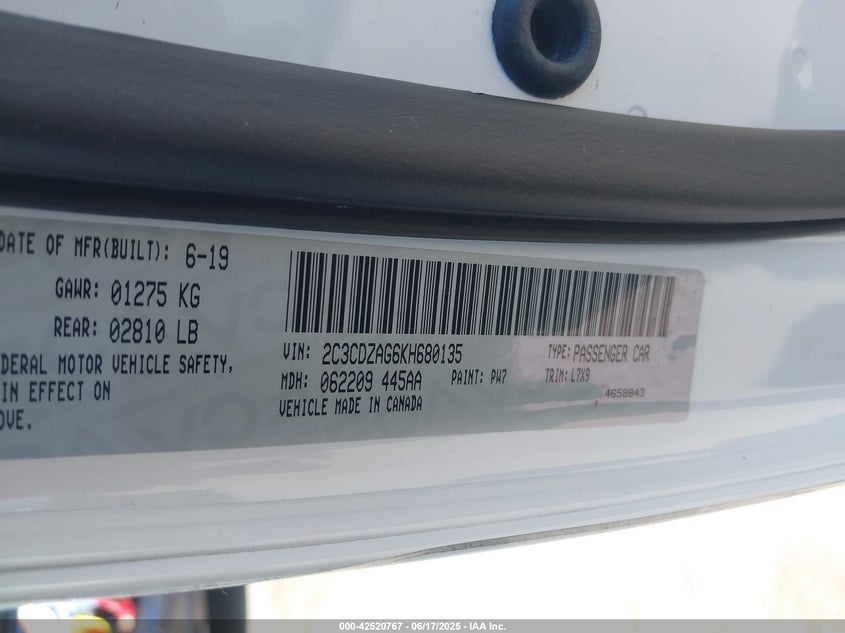 DATE OF MFR(BUILT): 6-19
GAWR: 01275 KG
REAR: 02810 LB
DERAL MOTOR VEHICLE SAFETY,
IN EFFECT ON
OVE.
VIN: 2C3CDZAG6KH680135
TYPE: PASSENGER CAR
MDH: 062209 445AA
PAINT: PW7
TRIM: L7X9
VEHICLE MADE IN CANADA
4658843
000-42520767 - 06/17/2025 - IAA Inc.